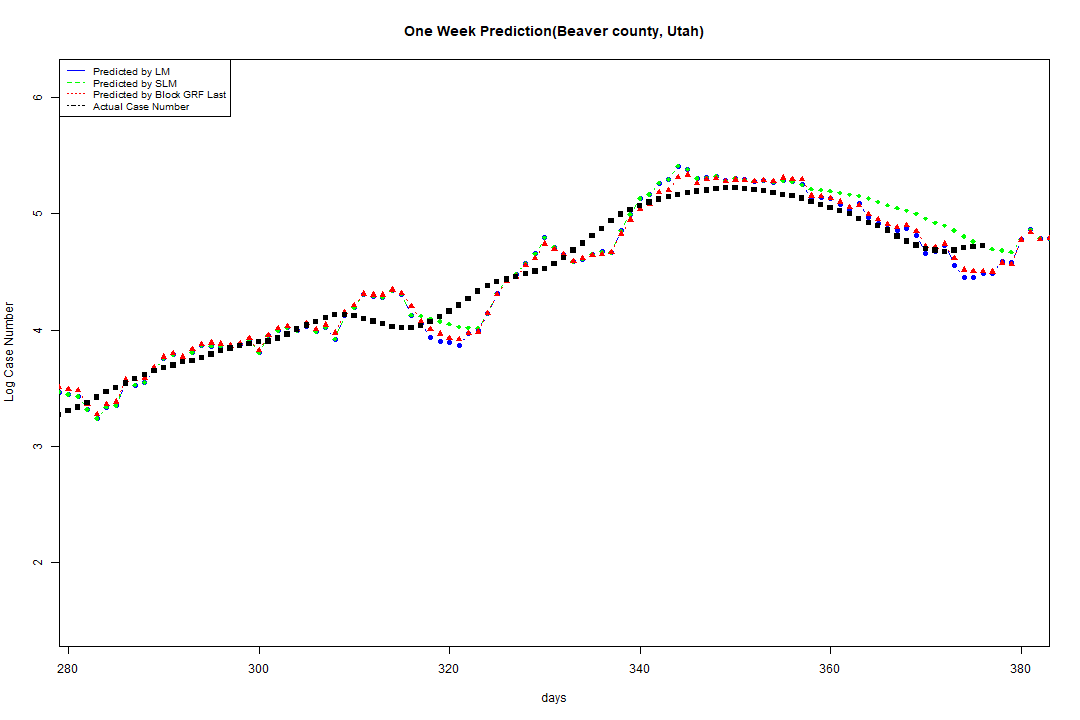 One Week Prediction(Beaver county, Utah)
Predicted by LM
Predicted by SLM
Predicted by Block GRF Last
Actual Case Number
6
5
4
3
2
Log Case Number
280 300 320 340 360 380
days